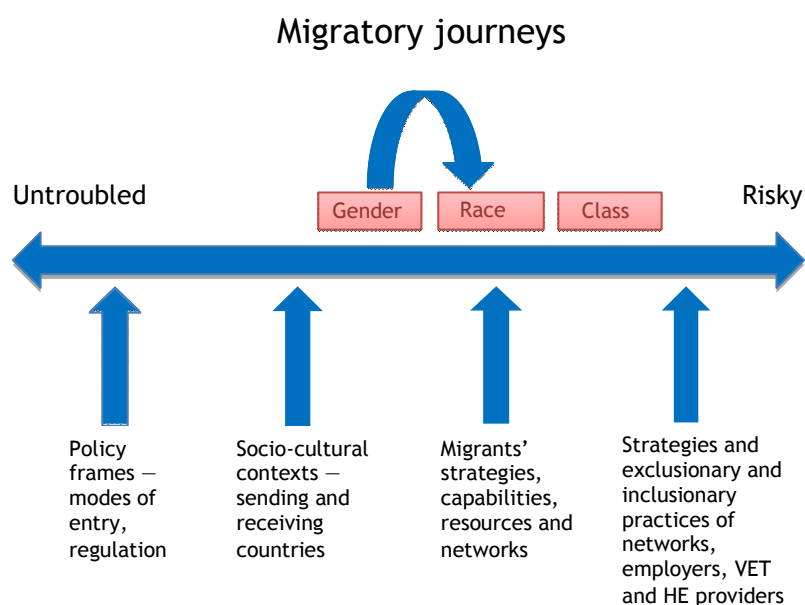 Migratory journeys
Untroubled
Risky
Gender
Race
Class
Policy
frames —
modes of
entry,
regulation
Socio-cultural
contexts —
sending and
receiving
countries
Migrants’
strategies,
capabilities,
resources and
networks
Strategies and
exclusionary and
inclusionary
practices of
networks,
employers, VET
and HE providers